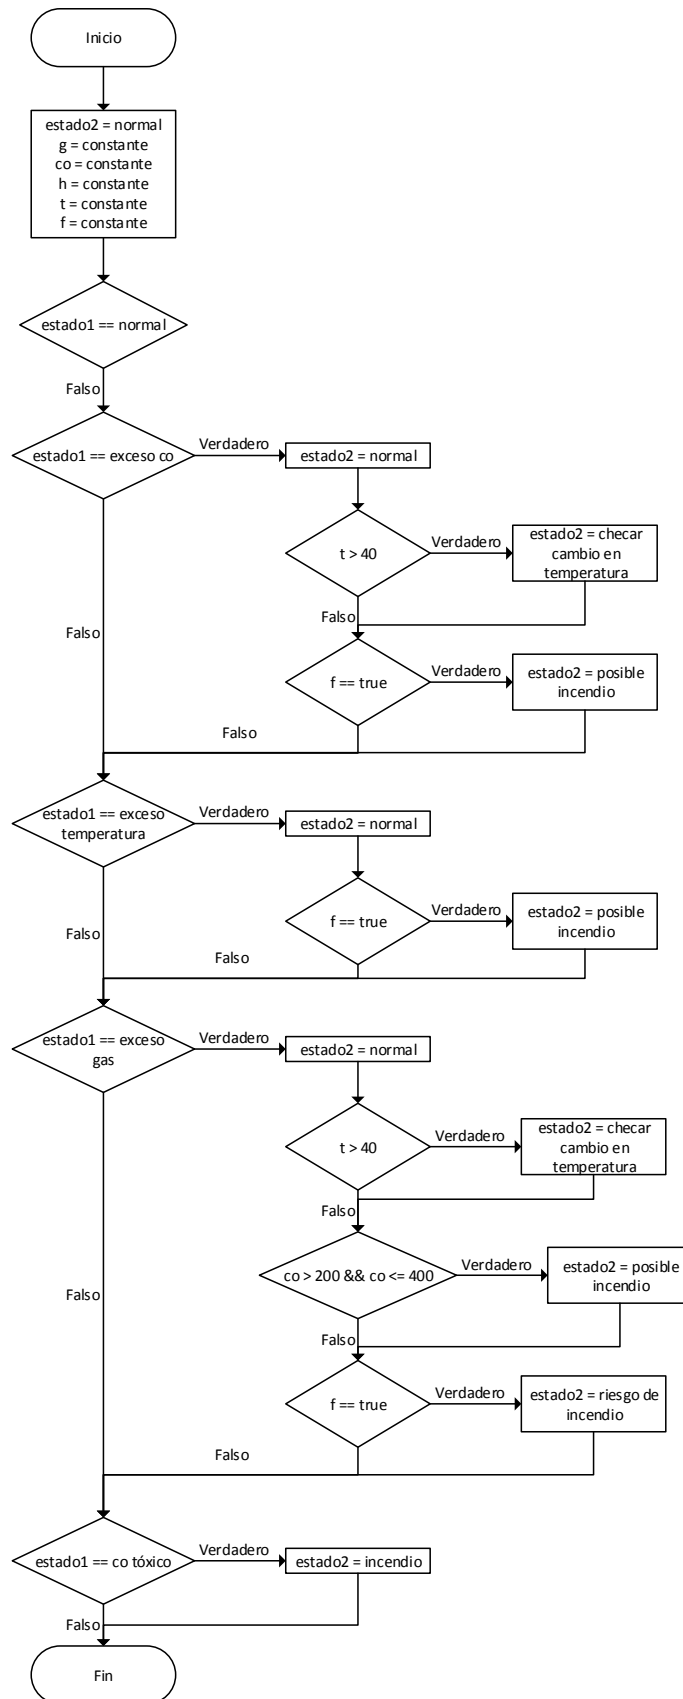 Inicio
estado2 = normal
g = constante
co = constante
h = constante
t = constante
f = constante
estado1 == normal
Falso
estado1 == exceso co
Verdadero
estado2 = normal
t > 40
Verdadero
estado2 = checar
cambio en
temperatura
Falso
Falso
f == true
Verdadero
estado2 = posible
incendio
Falso
estado1 == exceso
temperatura
Verdadero
estado2 = normal
f == true
Verdadero
estado2 = posible
incendio
Falso
Falso
estado1 == exceso
gas
Verdadero
estado2 = normal
t > 40
Verdadero
estado2 = checar
cambio en
temperatura
Falso
co > 200 && co <= 400
Verdadero
estado2 = posible
incendio
Falso
Falso
f == true
Verdadero
estado2 = riesgo de
incendio
Falso
estado1 == co tóxico
Verdadero
estado2 = incendio
Falso
Fin